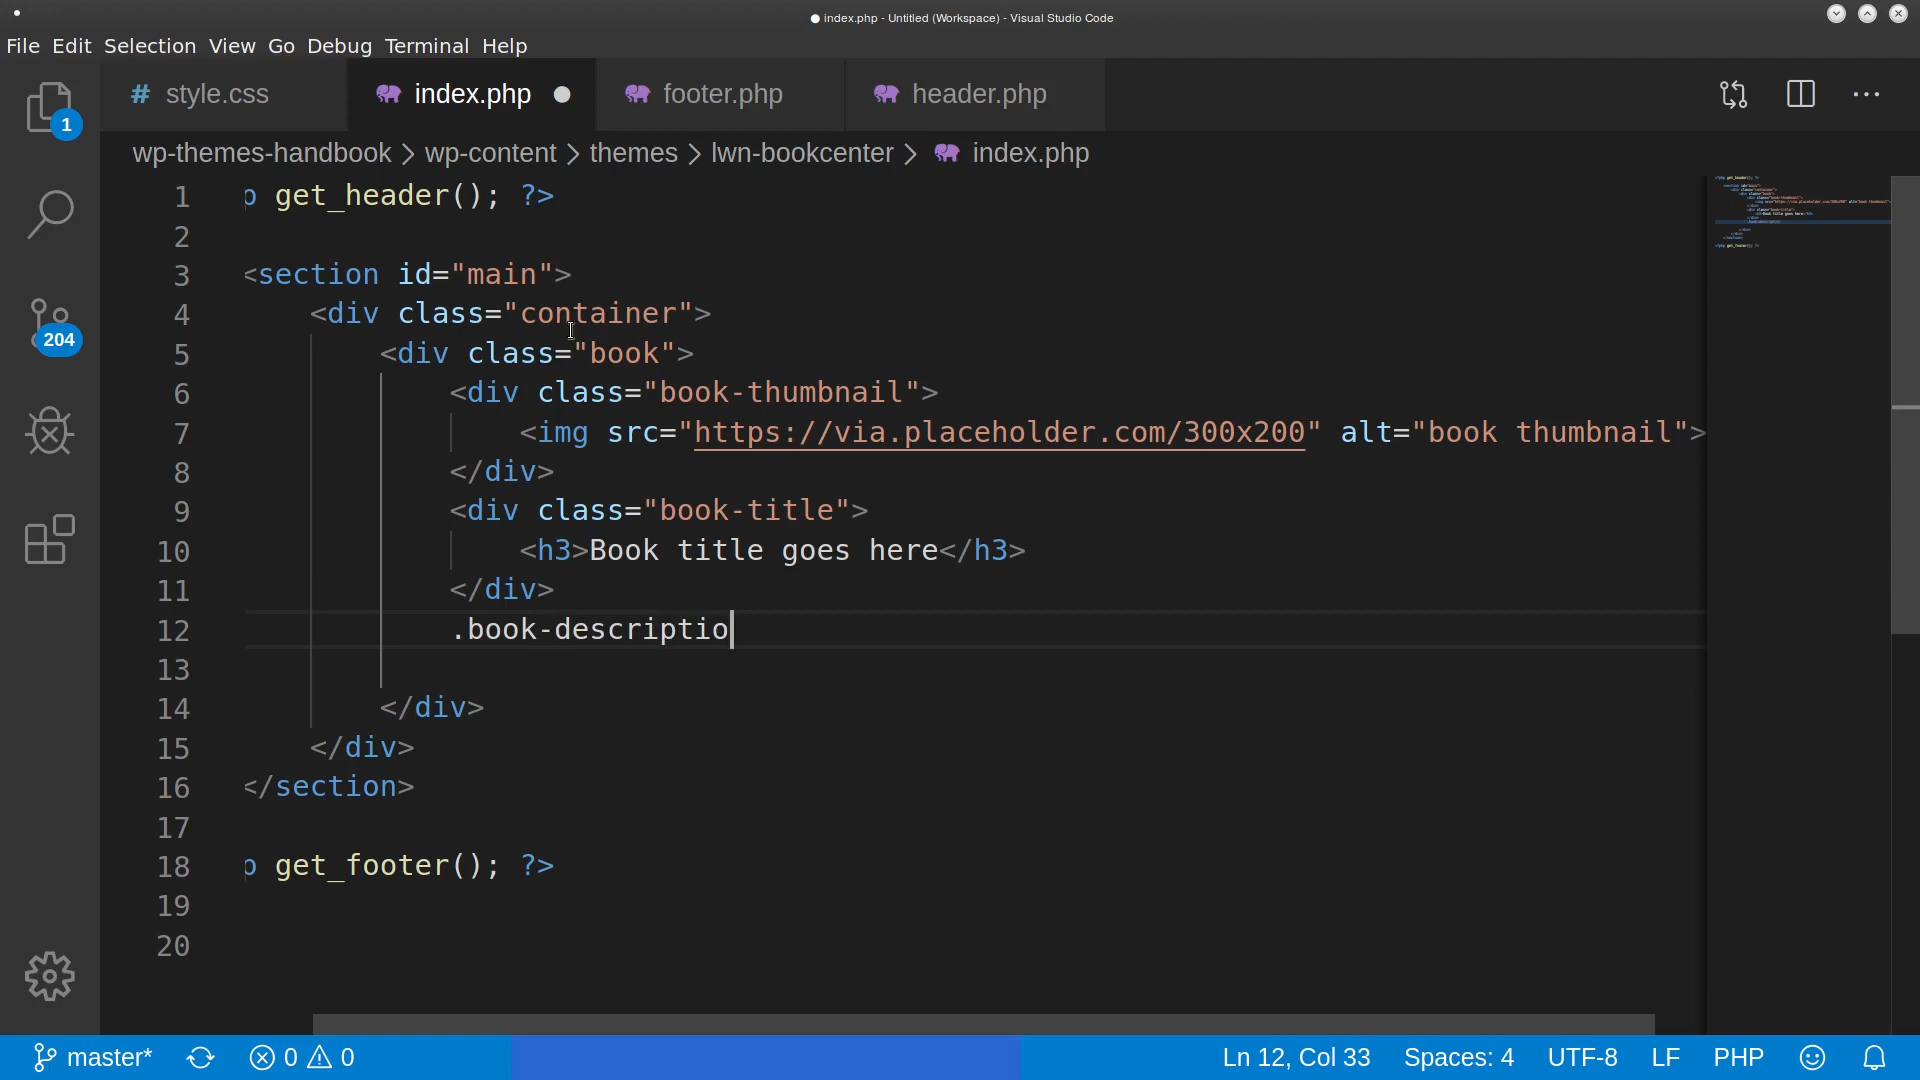 ● index.php - Untitled (Workspace) - Visual Studio Code
File Edit Selection View Go Debug Terminal Help
# style.css index.php ● footer.php header.php
1
wp-themes-handbook > wp-content > themes > lwn-bookcenter > index.php
1 p get_header(); ?>
2
3 <section id="main">
4 <div class="container">
204
5 <div class="book">
6 <div class="book-thumbnail">
7 <img src="https://via.placeholder.com/300x200" alt="book thumbnail">
8 </div>
9 <div class="book-title">
10 <h3>Book title goes here</h3>
11 </div>
12 .book-descriptio
13
14 </div>
15 </div>
16 </section>
17
18 p get_footer(); ?>
19
20
master* 0 0 Ln 12, Col 33 Spaces: 4 UTF-8 LF PHP